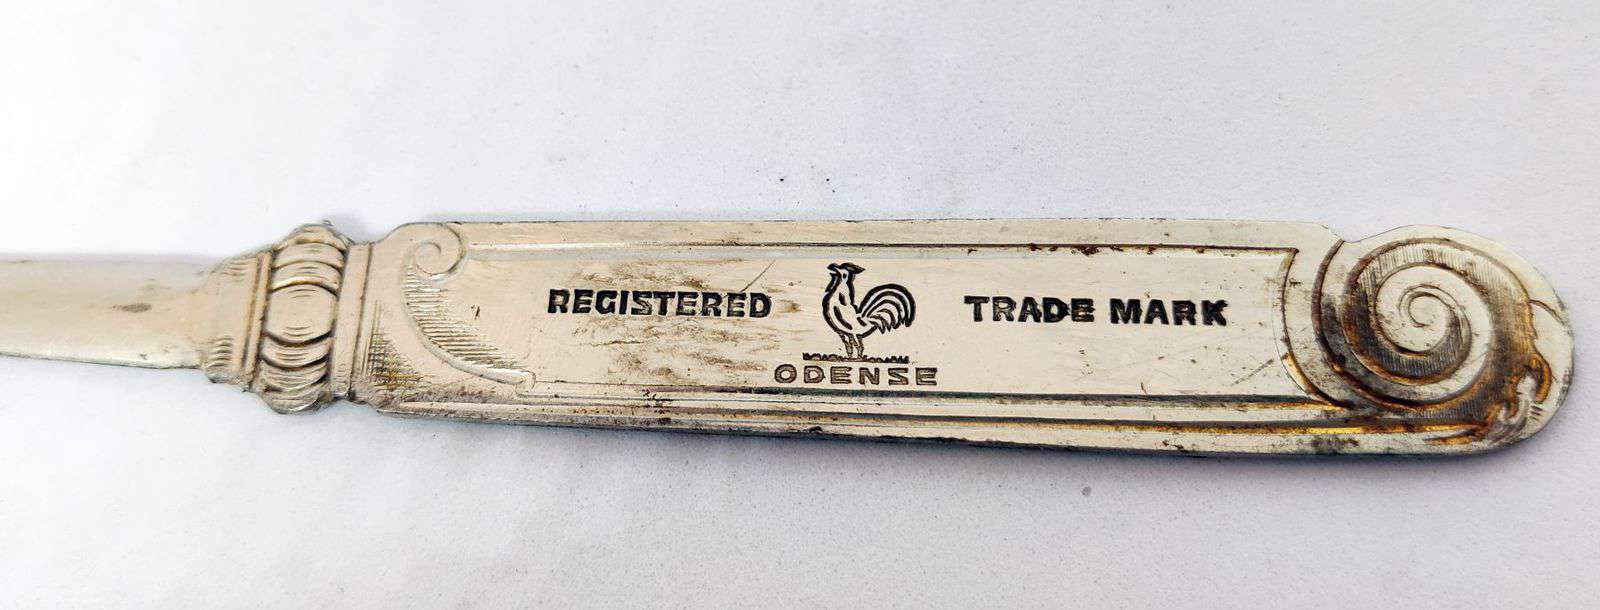 REGISTERED TRADE MARK
ODENSE